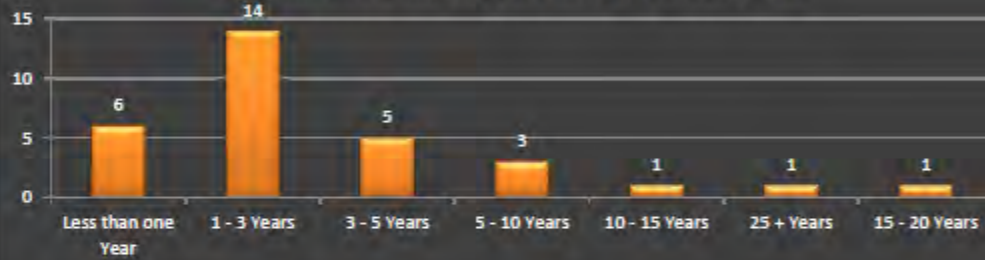 15
14
10
6
5
5
3
1
1
1
0
Less than one
Year
1 - 3 Years
3 - 5 Years
5 - 10 Years
10 - 15 Years
25 + Years
15 - 20 Years